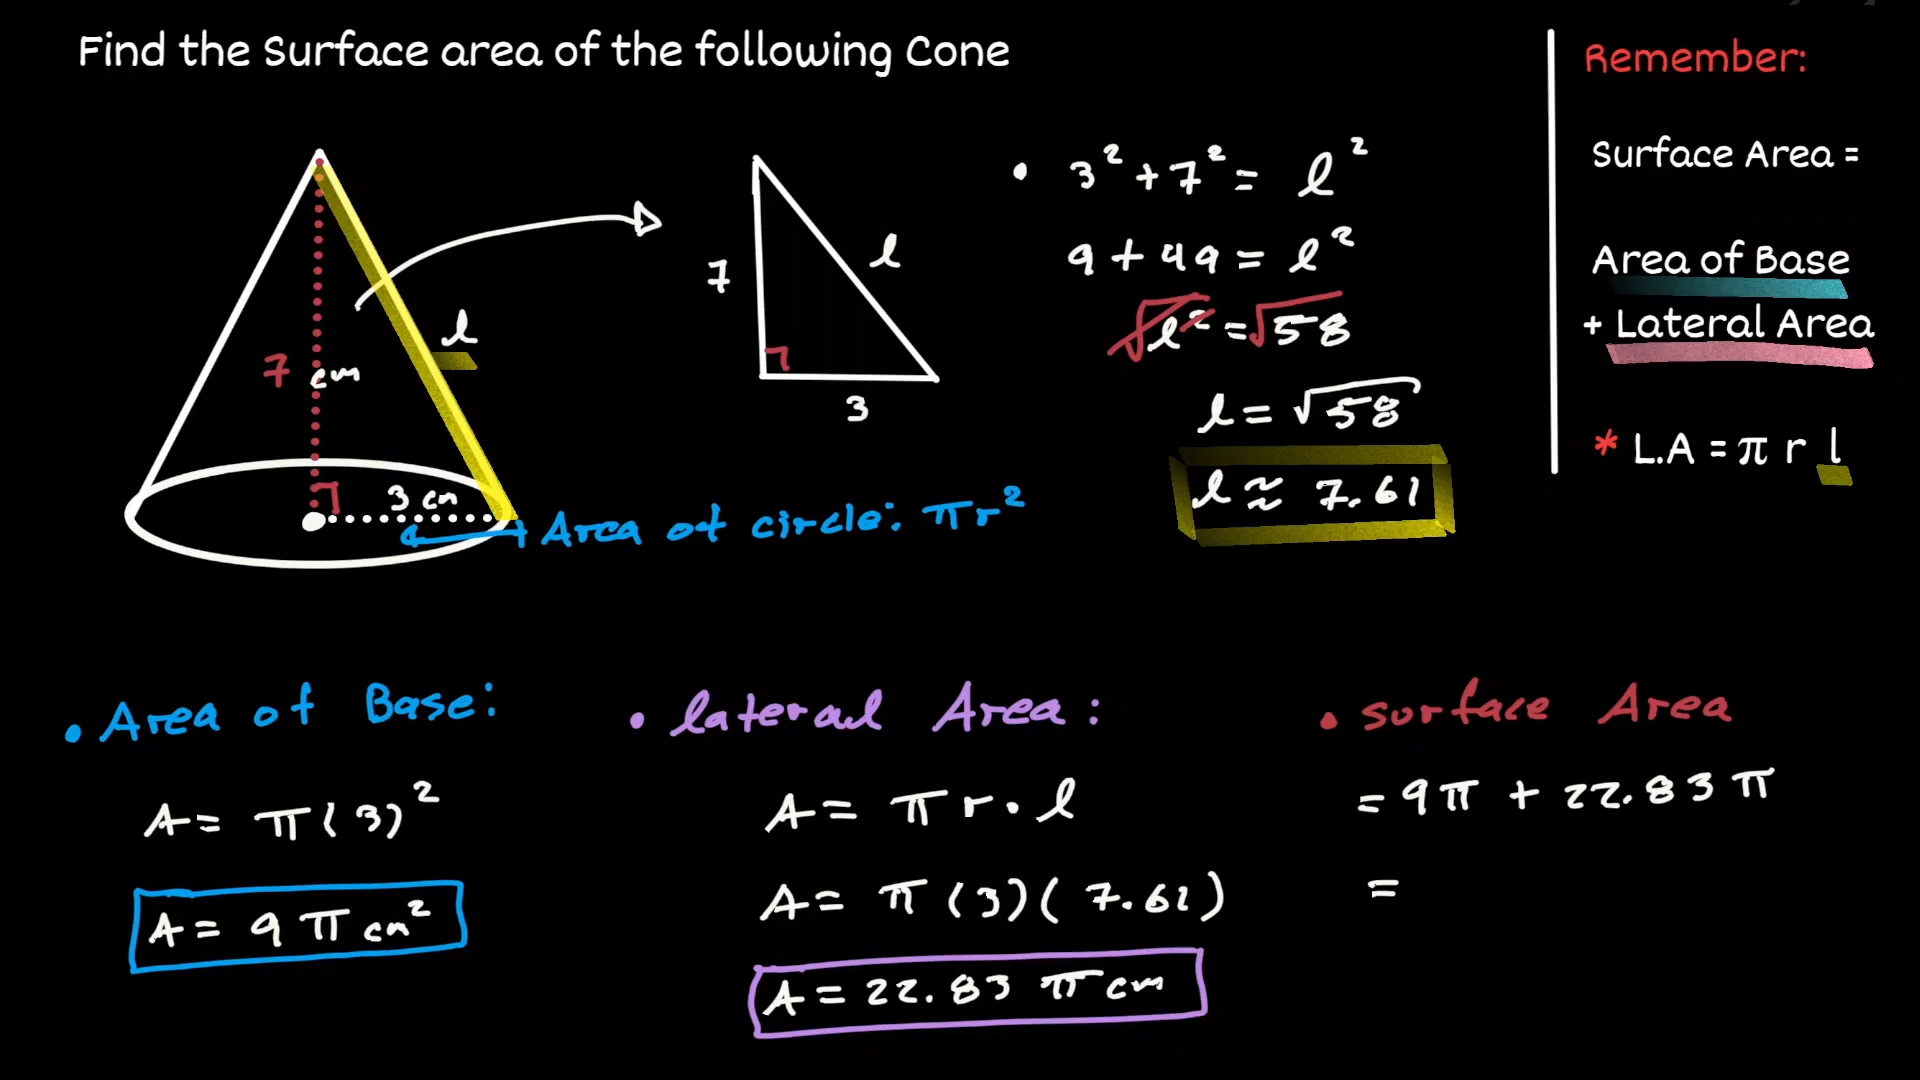 Find the Surface area of the following Cone
7 cm
l
3 cm
Area of circle: πr²
7
l
3
• 3² + 7² = l²
9 + 49 = l²
√l² = √58
l = √58
l ≈ 7.61
Remember:
Surface Area =
Area of Base
+ Lateral Area
* L.A = π r l
• Area of Base:
A = π(3)²
A = 9π cm²
• lateral Area:
A = πr·l
A = π(3)(7.61)
A = 22.83 π cm
• surface Area
= 9π + 22.83π
=